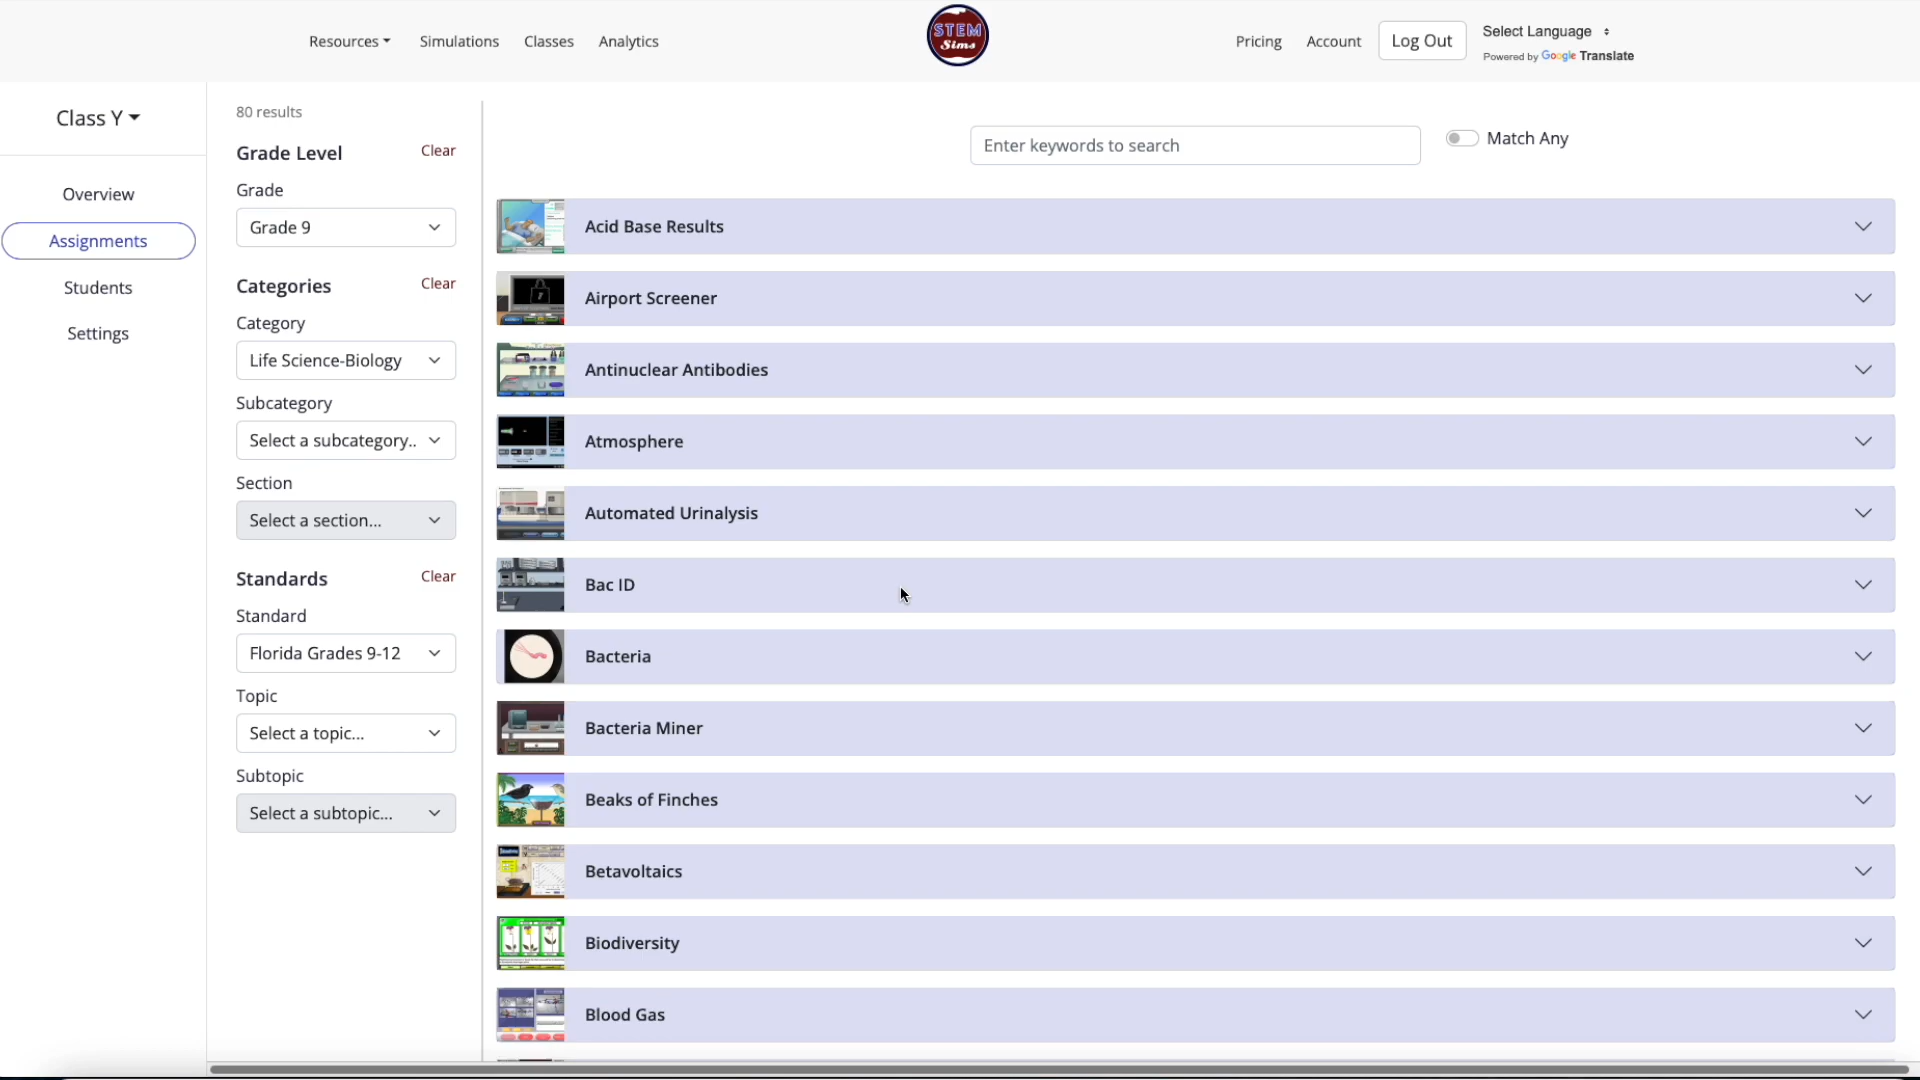 Resources
Simulations
Classes
Analytics
STEM
Sims
Pricing
Account
Log Out
Select Language
Powered by Google Translate
Class Y
Overview
Assignments
Students
Settings
80 results
Grade Level
Clear
Grade
Grade 9
Categories
Clear
Category
Life Science-Biology
Subcategory
Select a subcategory..
Section
Select a section...
Standards
Clear
Standard
Florida Grades 9-12
Topic
Select a topic...
Subtopic
Select a subtopic...
Enter keywords to search
Match Any
Acid Base Results
Airport Screener
Antinuclear Antibodies
Atmosphere
Automated Urinalysis
Bac ID
Bacteria
Bacteria Miner
Beaks of Finches
Betavoltaics
Biodiversity
Blood Gas